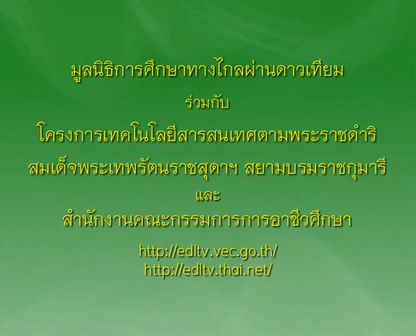 มูลนิธิการศึกษาทางไกลผ่านดาวเทียม
ร่วมกับ
โครงการเทคโนโลยีสารสนเทศตามพระราชดำริ
สมเด็จพระเทพรัตนราชสุดาฯ สยามบรมราชกุมารี
และ
สำนักงานคณะกรรมการการอาชีวศึกษา
http://edltv.vec.go.th/
http://edltv.thai.net/